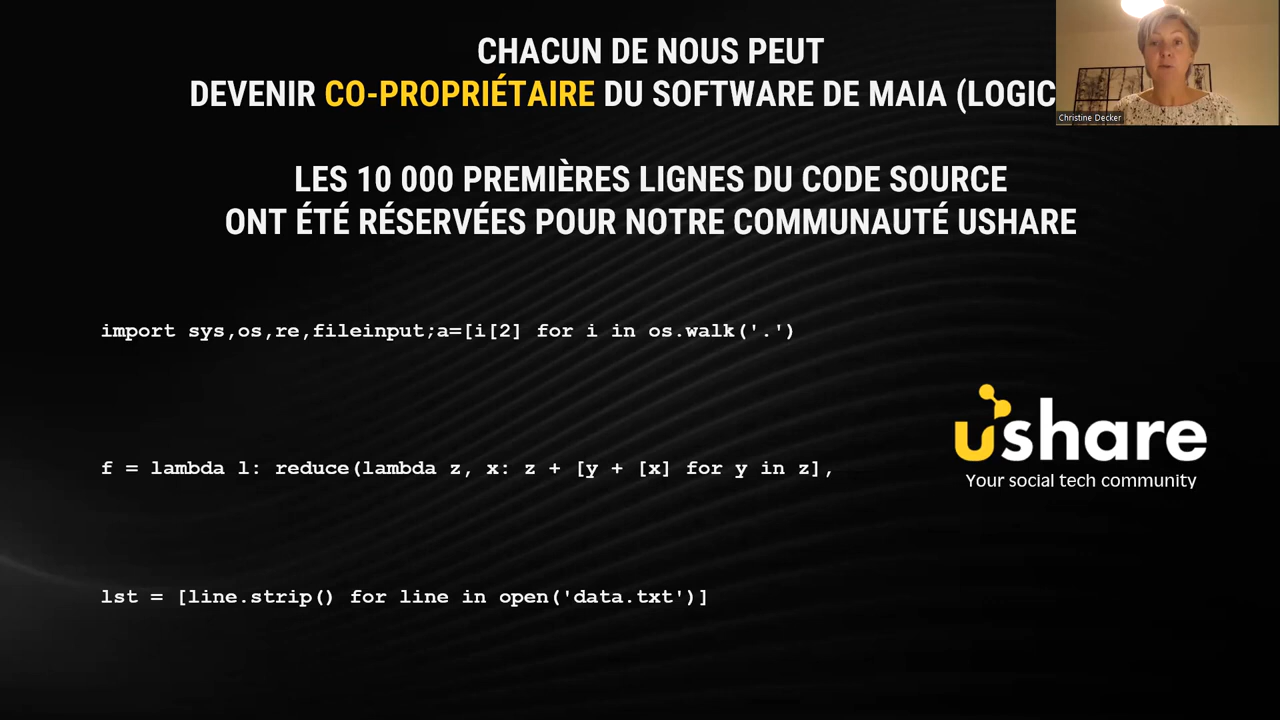 CHACUN DE NOUS PEUT
DEVENIR CO-PROPRIÉTAIRE DU SOFTWARE DE MAIA (LOGIC
Christine Decker
LES 10 000 PREMIÈRES LIGNES DU CODE SOURCE
ONT ÉTÉ RÉSERVÉES POUR NOTRE COMMUNAUTÉ USHARE
import sys,os,re,fileinput;a=[i[2] for i in os.walk('.')
ushare
Your social tech community
f = lambda l: reduce(lambda z, x: z + [y + [x] for y in z],
lst = [line.strip() for line in open('data.txt')]